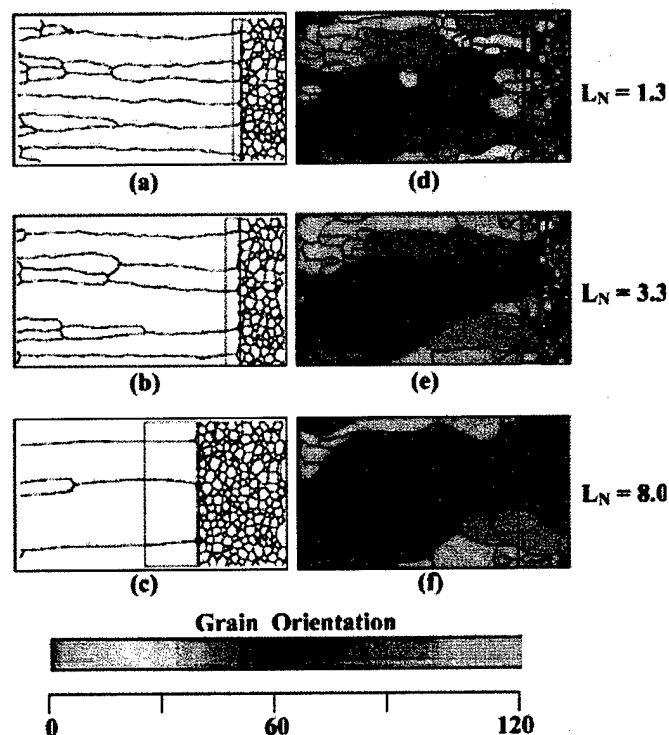 (a)
(d)
L_N = 1.3
(b)
(e)
L_N = 3.3
(c)
(f)
L_N = 8.0
Grain Orientation
0 60 120